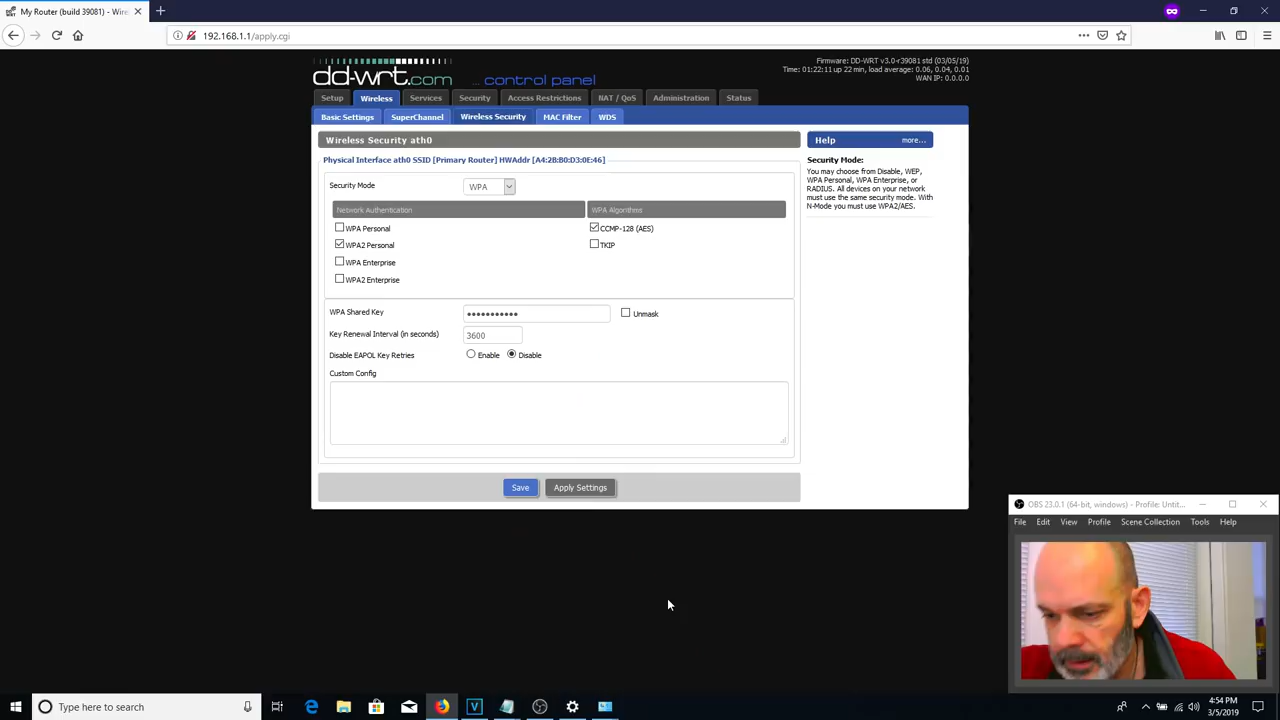 My Router (build 39081) - Wire
192.168.1.1/apply.cgi
Firmware: DD-WRT v3.0-r39081 std (03/05/19)
Time: 01:22:11 up 22 min, load average: 0.06, 0.04, 0.01
WAN IP: 0.0.0.0
dd-wrt.com ... control panel
Setup Wireless Services Security Access Restrictions NAT / QoS Administration Status
Basic Settings SuperChannel Wireless Security MAC Filter WDS
Wireless Security ath0
Physical Interface ath0 SSID [Primary Router] HWAddr [A4:2B:B0:D3:0E:46]
Security Mode WPA
Network Authentication WPA Algorithms
WPA Personal CCMP-128 (AES)
WPA2 Personal TKIP
WPA Enterprise
WPA2 Enterprise
WPA Shared Key ••••••••••• Unmask
Key Renewal Interval (in seconds) 3600
Disable EAPOL Key Retries Enable Disable
Custom Config
Save Apply Settings
Help more...
Security Mode:
You may choose from Disable, WEP,
WPA Personal, WPA Enterprise, or
RADIUS. All devices on your network
must use the same security mode. With
N-Mode you must use WPA2/AES.
OBS 23.0.1 (64-bit, windows) - Profile: Untit...
File Edit View Profile Scene Collection Tools Help
Type here to search
4:54 PM
3/5/2019